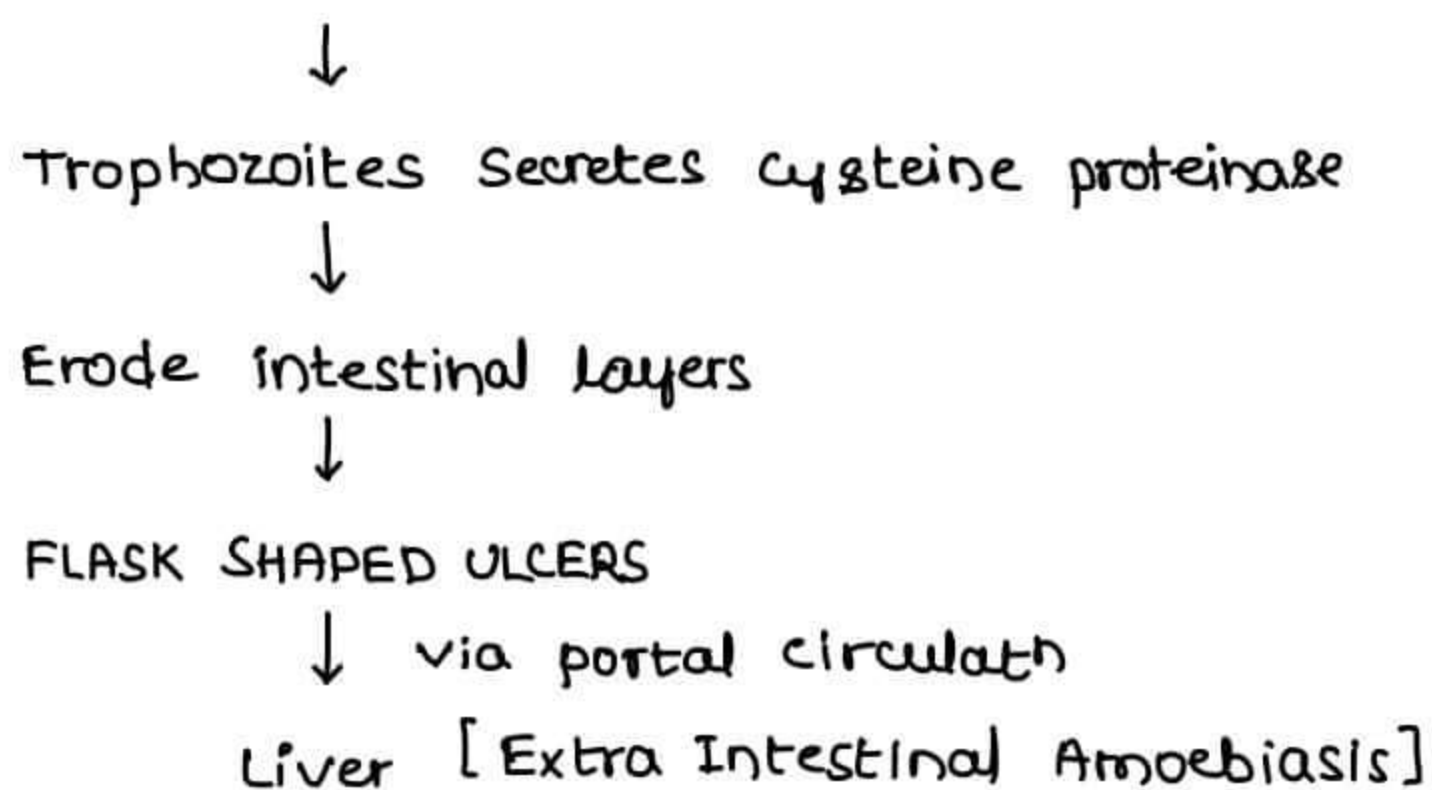 ↓
Trophozoites Secretes Cysteine proteinase
↓
Erode intestinal layers
↓
FLASK SHAPED ULCERS
↓ via portal circulatn
Liver [Extra Intestinal Amoebiasis]